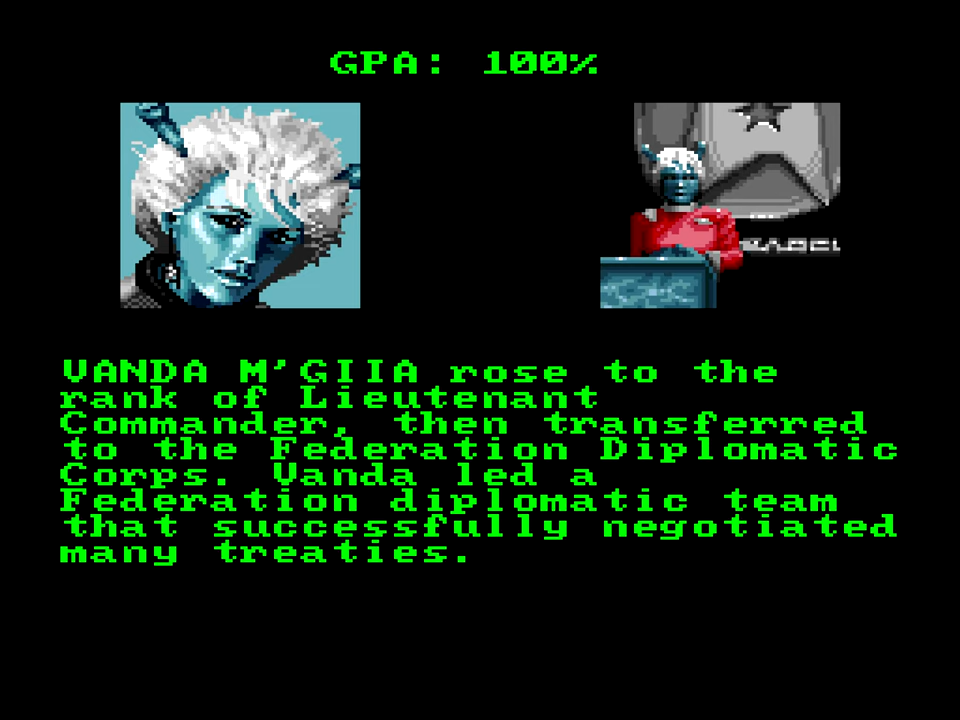 GPA: 100%
VANDA M'GIIA rose to the
rank of Lieutenant
Commander, then transferred
to the Federation Diplomatic
Corps. Vanda led a
Federation diplomatic team
that successfully negotiated
many treaties.